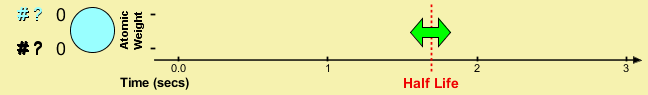 #? 0
#? 0
Atomic
Weight
0.0 1 2 3
Time (secs)
Half Life